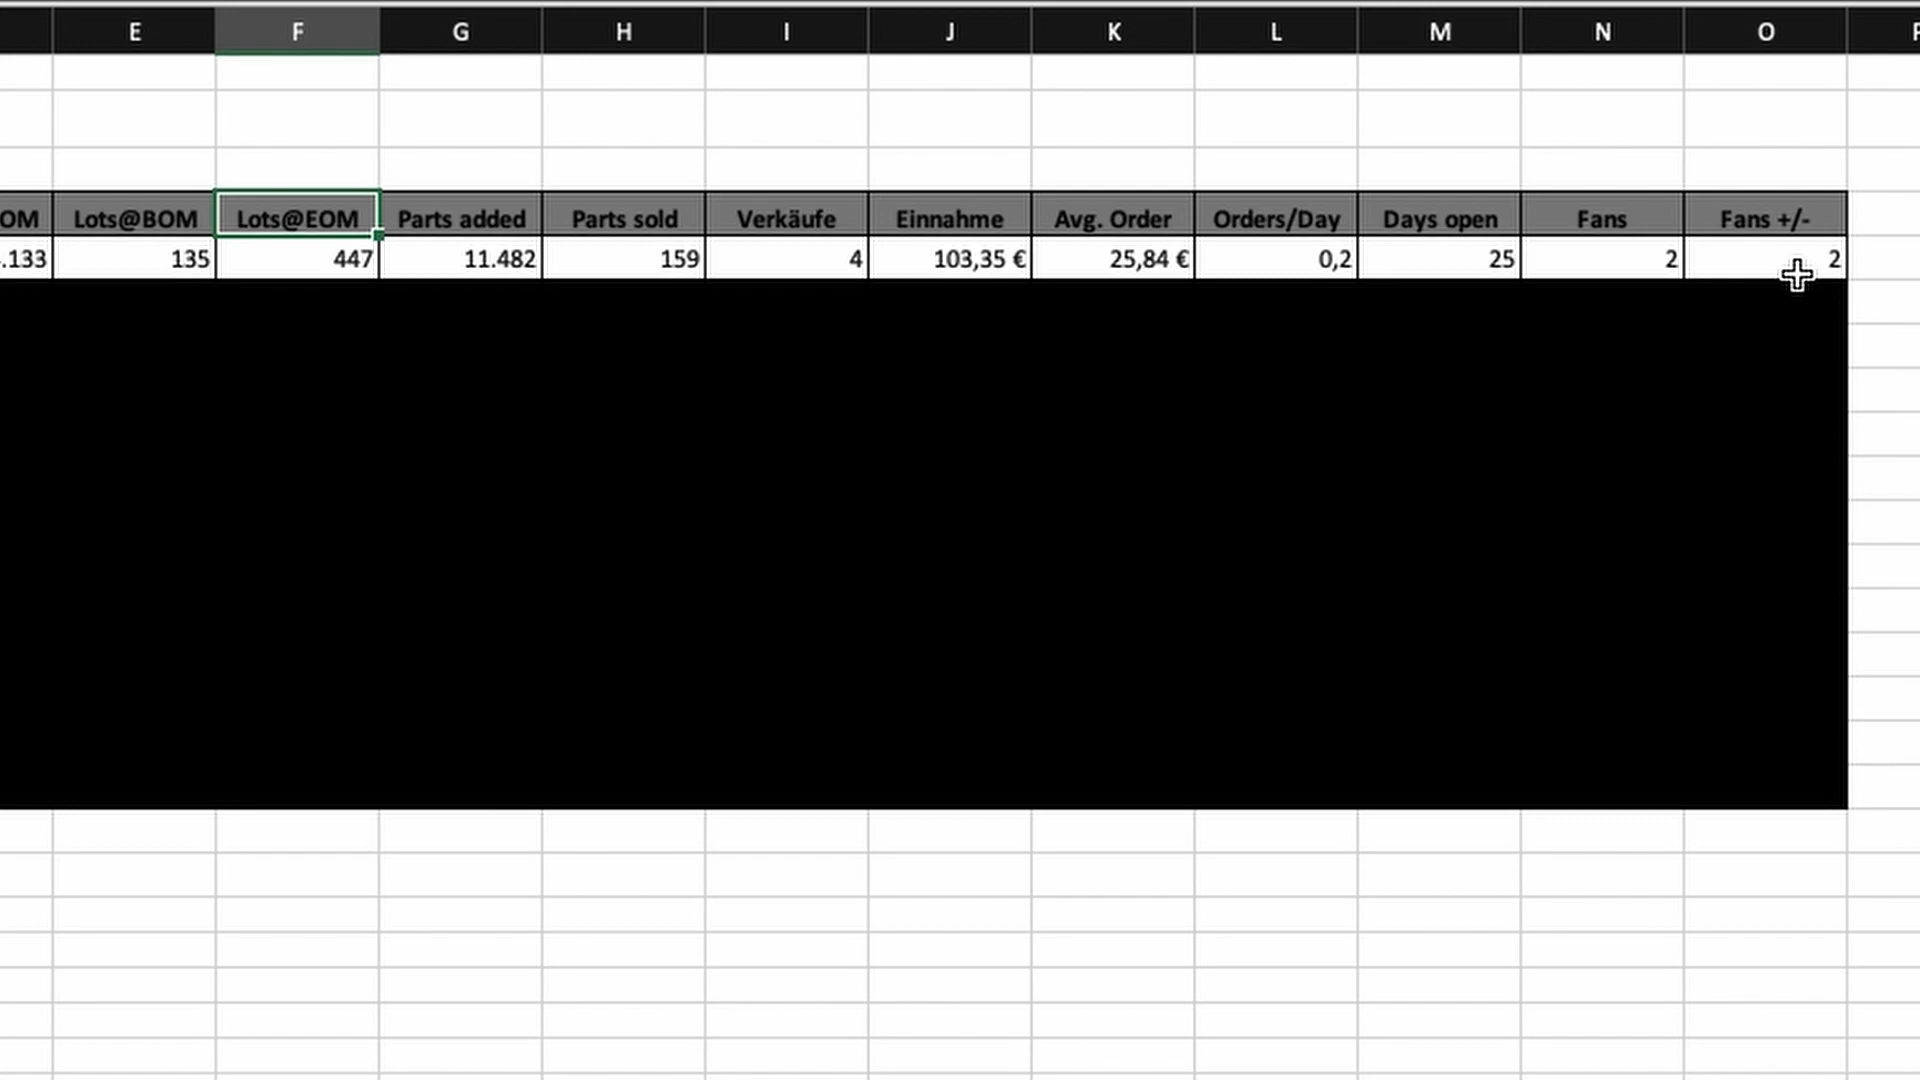 E F G H I J K L M N O
Lots@BOM Lots@EOM Parts added Parts sold Verkäufe Einnahme Avg. Order Orders/Day Days open Fans Fans +/-
.133 135 447 11.482 159 4 103,35 € 25,84 € 0,2 25 2 2